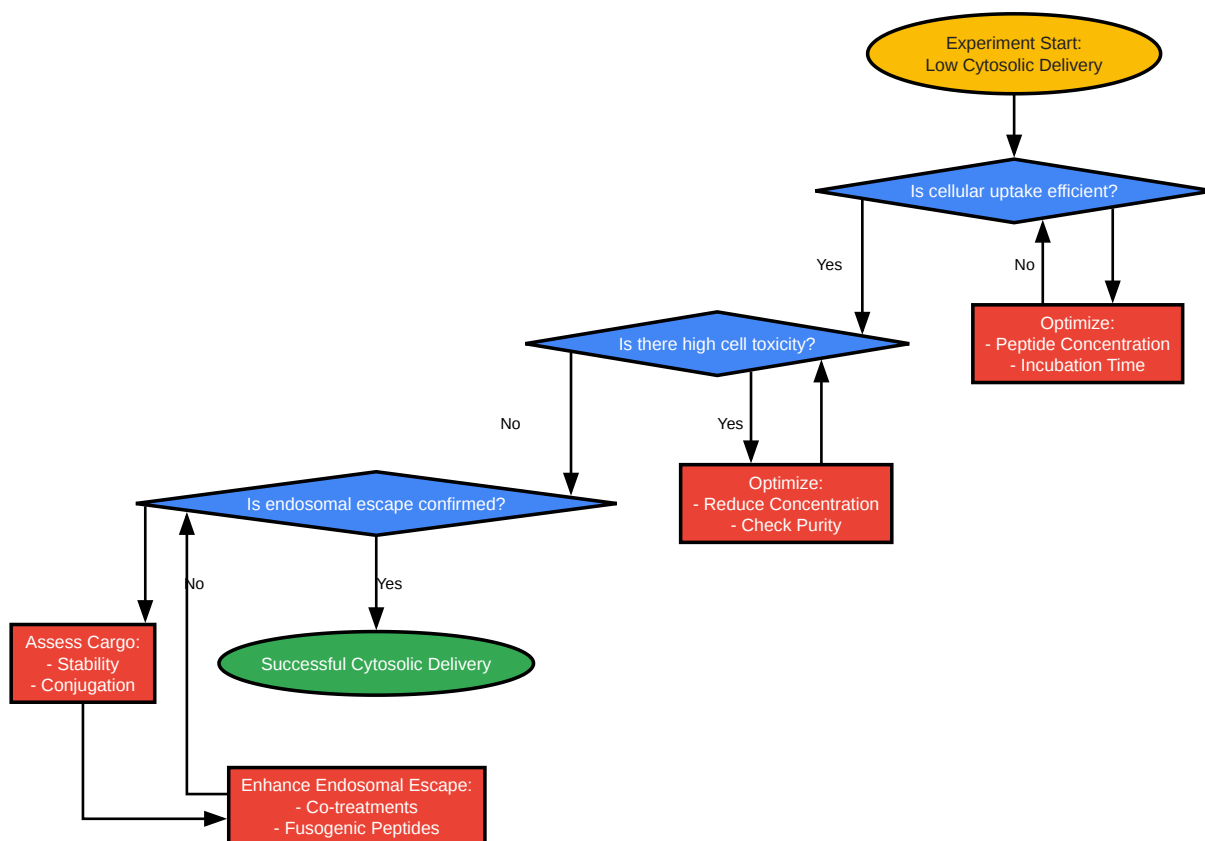 Experiment Start:
Low Cytosolic Delivery
Is cellular uptake efficient?
Yes
No
Optimize:
- Peptide Concentration
- Incubation Time
Is there high cell toxicity?
No
Yes
Optimize:
- Reduce Concentration
- Check Purity
Is endosomal escape confirmed?
No
Yes
Assess Cargo:
- Stability
- Conjugation
Successful Cytosolic Delivery
Enhance Endosomal Escape:
- Co-treatments
- Fusogenic Peptides